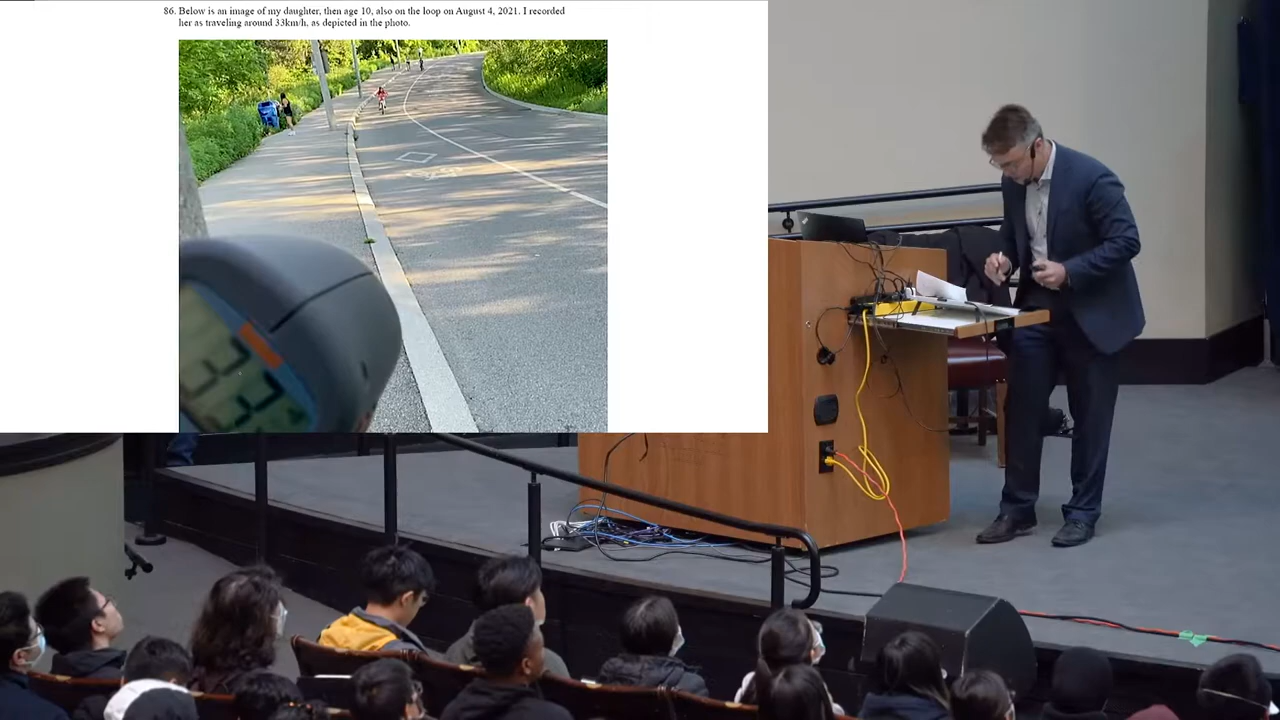 86. Below is an image of my daughter, then age 10, also on the loop on August 4, 2021. I recorded
her as traveling around 33km/h, as depicted in the photo.
33